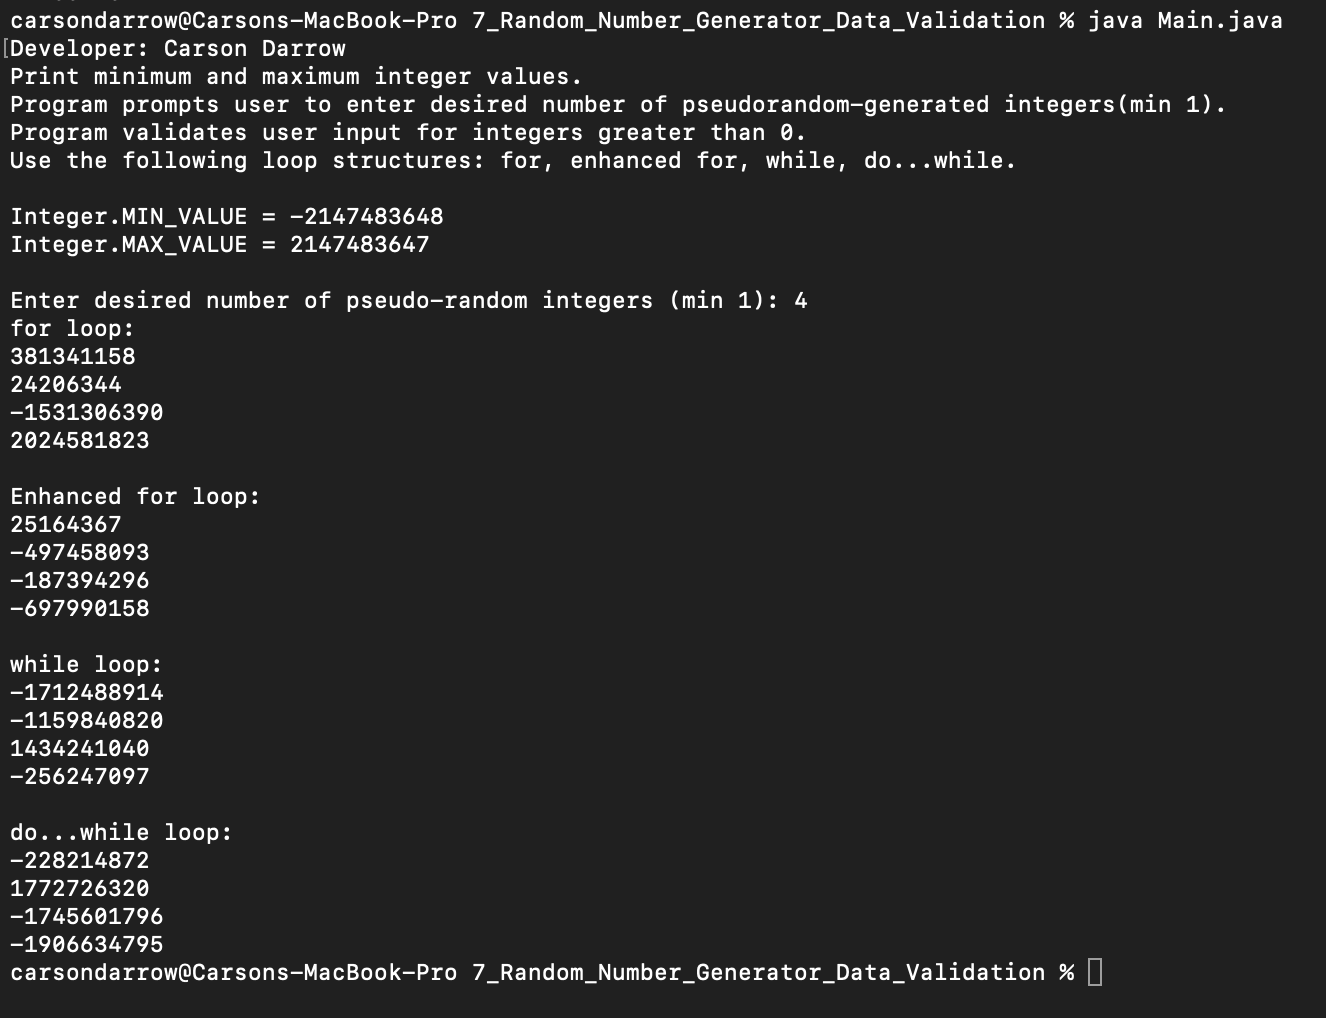 carsondarrow@Carsons-MacBook-Pro 7_Random_Number_Generator_Data_Validation % java Main.java
[Developer: Carson Darrow
Print minimum and maximum integer values.
Program prompts user to enter desired number of pseudorandom-generated integers(min 1).
Program validates user input for integers greater than 0.
Use the following loop structures: for, enhanced for, while, do...while.

Integer.MIN_VALUE = -2147483648
Integer.MAX_VALUE = 2147483647

Enter desired number of pseudo-random integers (min 1): 4
for loop:
381341158
24206344
-1531306390
2024581823

Enhanced for loop:
25164367
-497458093
-187394296
-697990158

while loop:
-1712488914
-1159840820
1434241040
-256247097

do...while loop:
-228214872
1772726320
-1745601796
-1906634795
carsondarrow@Carsons-MacBook-Pro 7_Random_Number_Generator_Data_Validation %